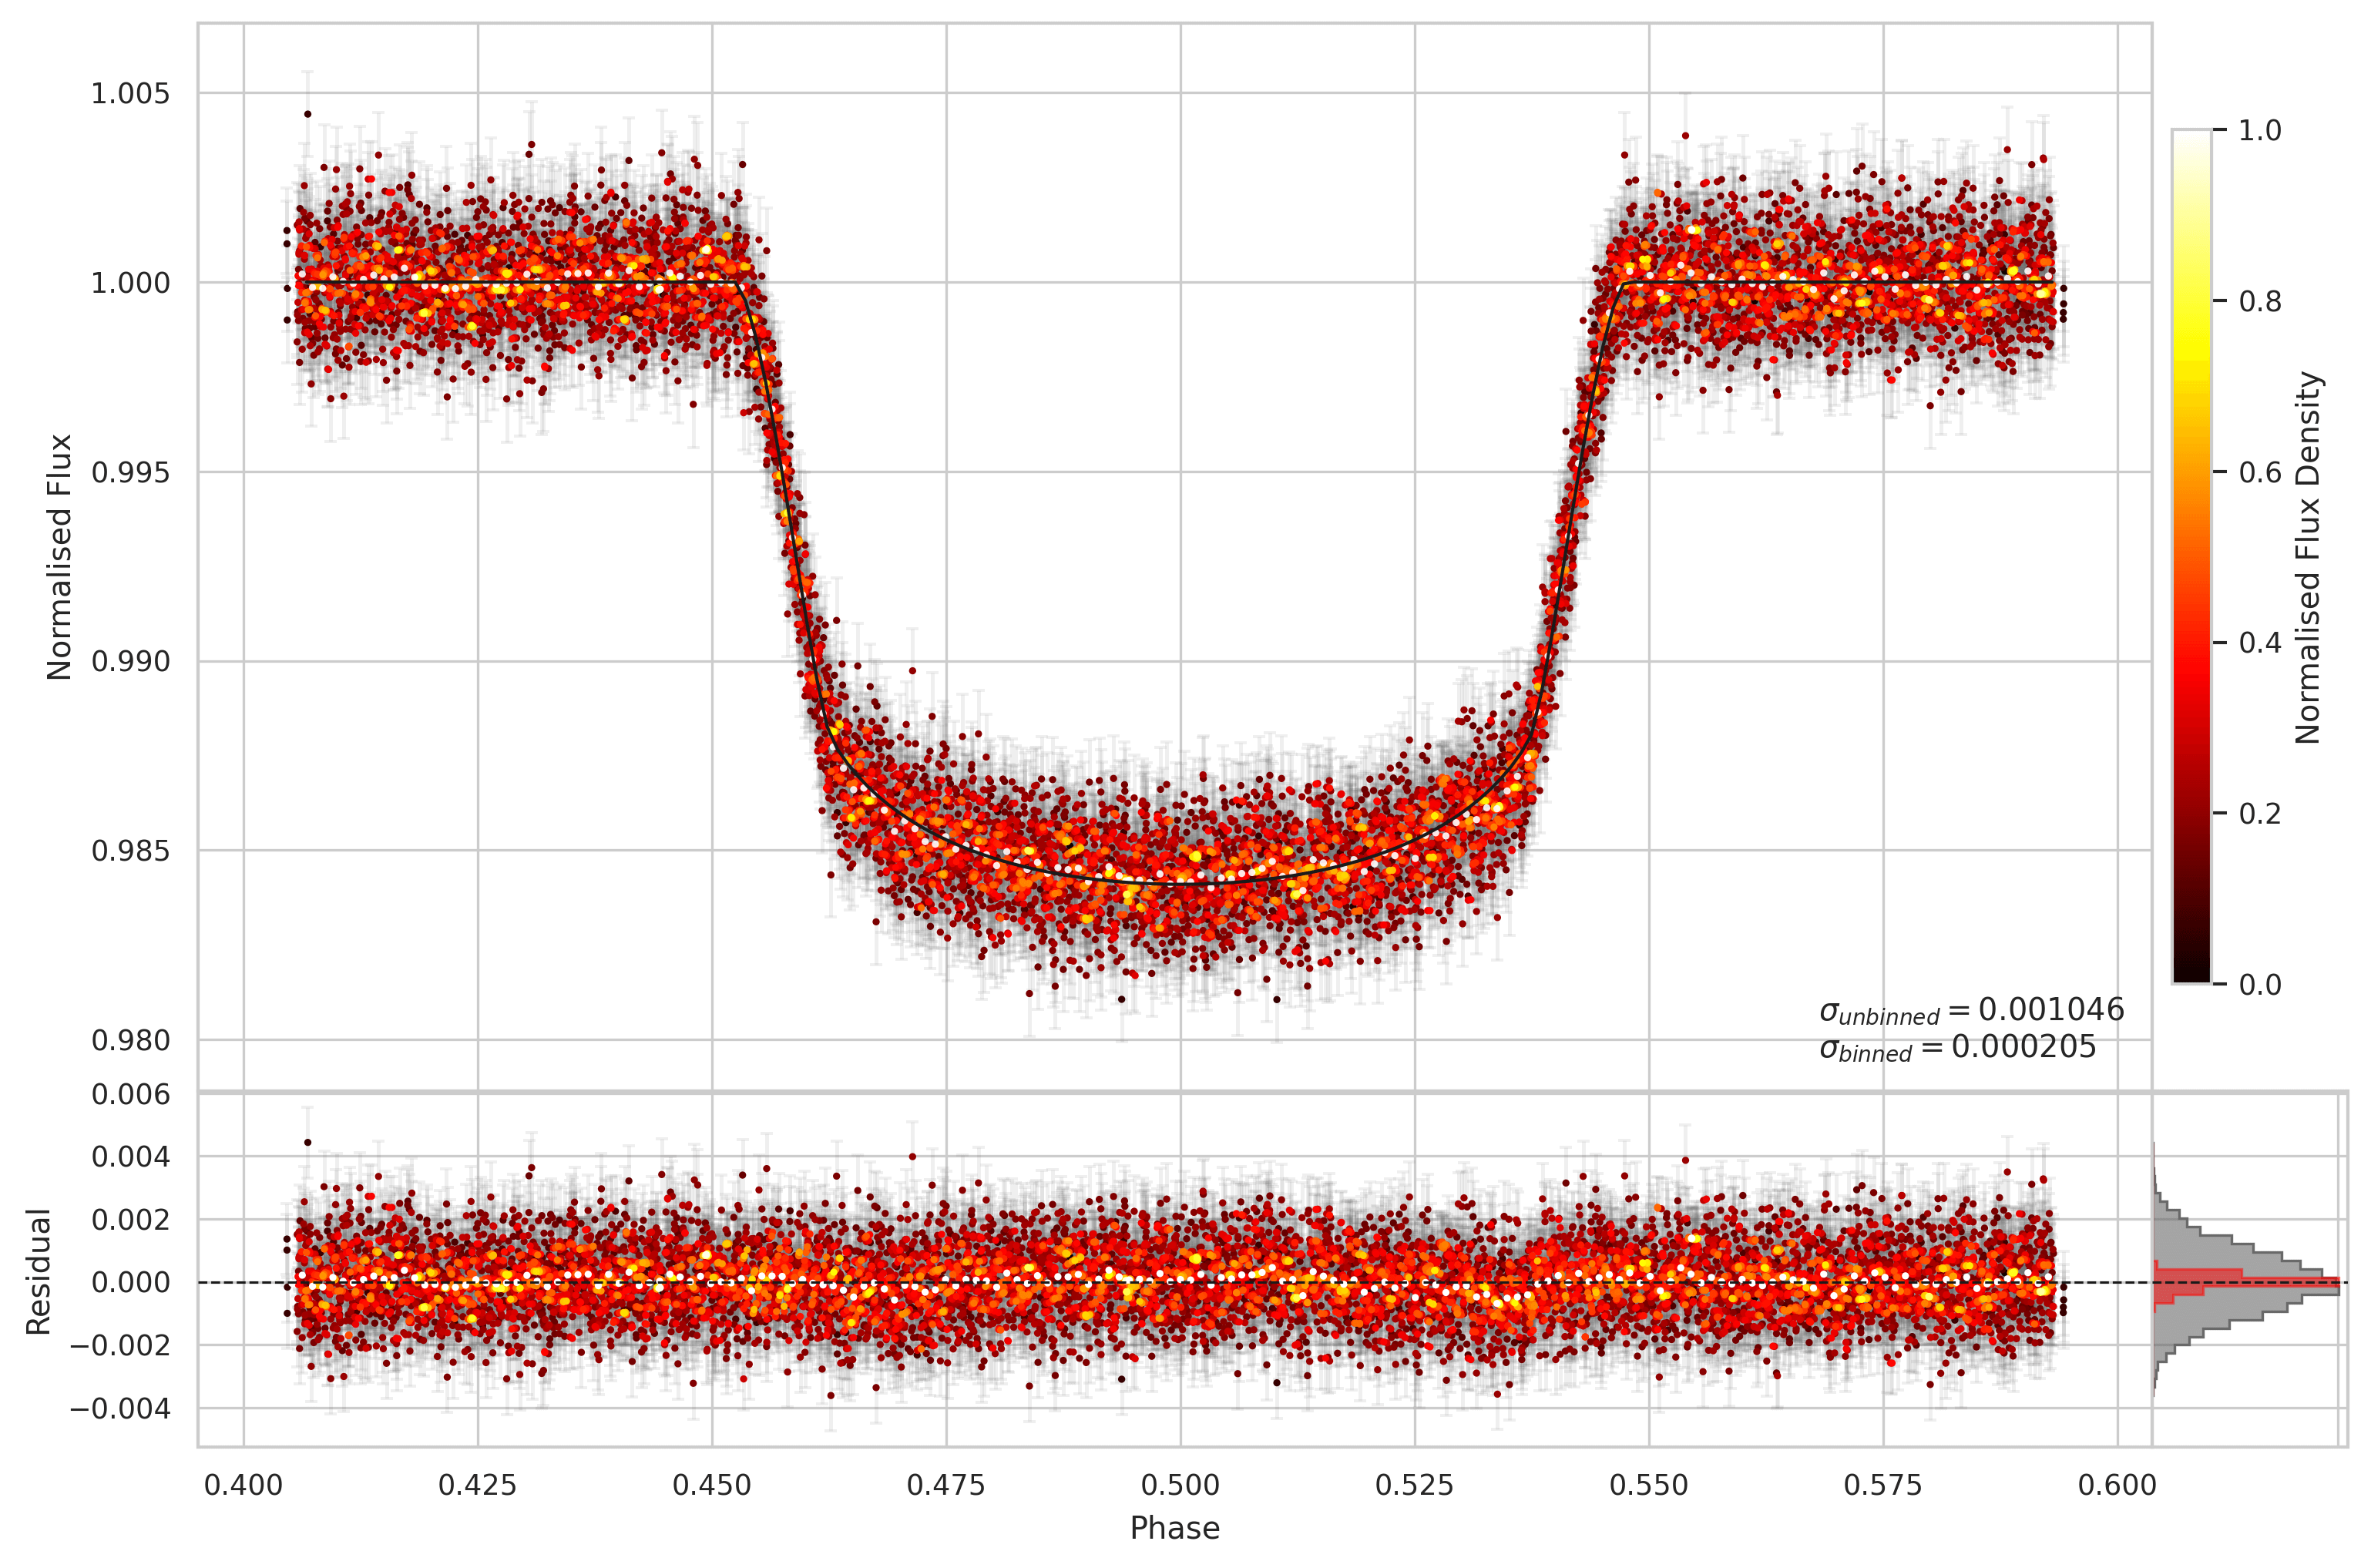 1.005
1.000
0.995
0.990
0.985
0.980
Normalised Flux
σunbinned = 0.001046
σbinned = 0.000205
1.0
0.8
0.6
0.4
0.2
0.0
Normalised Flux Density
0.006
0.004
0.002
0.000
−0.002
−0.004
Residual
0.400 0.425 0.450 0.475 0.500 0.525 0.550 0.575 0.600
Phase